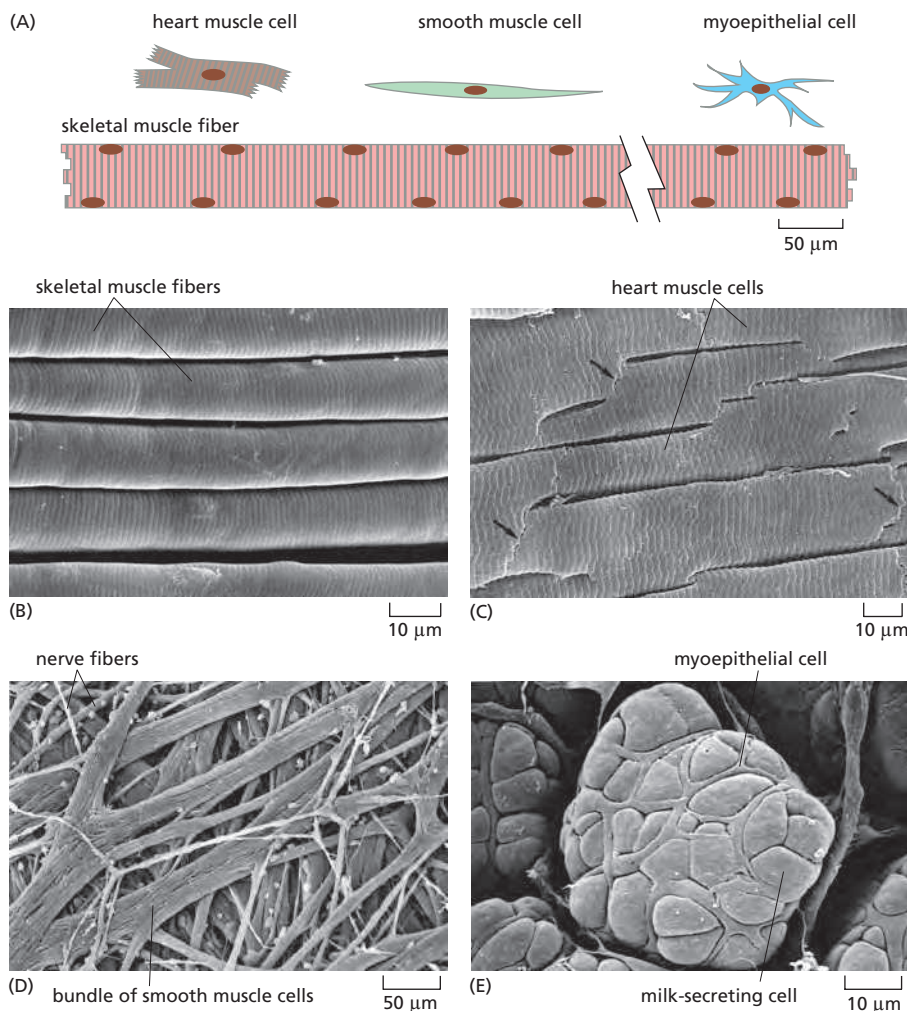 (A)
heart muscle cell
smooth muscle cell
myoepithelial cell
skeletal muscle fiber
50 μm
skeletal muscle fibers
heart muscle cells
(B)
10 μm
(C)
10 μm
nerve fibers
myoepithelial cell
(D)
bundle of smooth muscle cells
50 μm
(E)
milk-secreting cell
10 μm